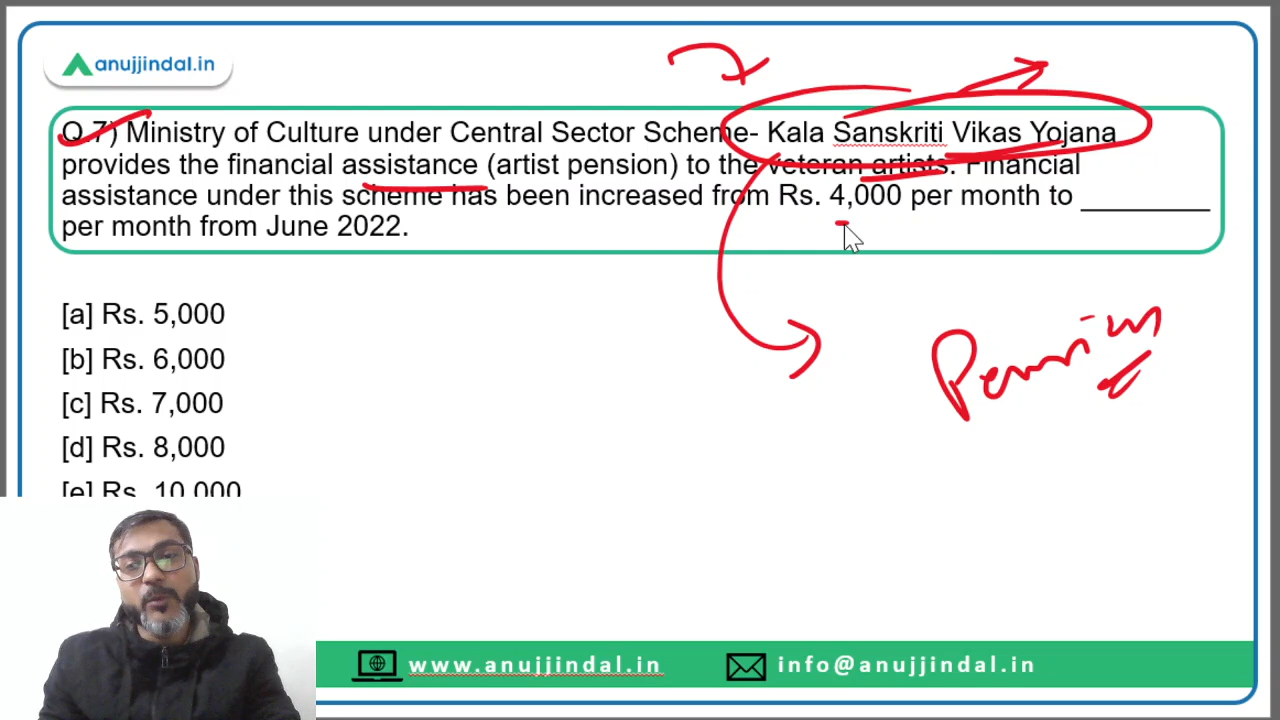 anujjindal.in
Q.7) Ministry of Culture under Central Sector Scheme- Kala Sanskriti Vikas Yojana
provides the financial assistance (artist pension) to the veteran artists. Financial
assistance under this scheme has been increased from Rs. 4,000 per month to __________
per month from June 2022.
[a] Rs. 5,000
[b] Rs. 6,000
[c] Rs. 7,000
[d] Rs. 8,000
[e] Rs. 10,000
Pension
www.anujjindal.in
info@anujjindal.in